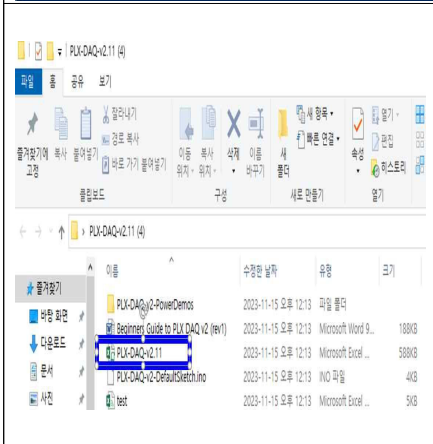 PLX-DAQ-v2.11 (4)
파일 홈 공유 보기
즐겨찾기에 고정
복사
붙여넣기
잘라내기
경로 복사
바로 가기 붙여넣기
클립보드
이동 위치
복사 위치
삭제
이름 바꾸기
구성
새 폴더
새 항목
빠른 연결
새로 만들기
속성
열기
편집
히스토리
열기
PLX-DAQ-v2.11 (4)
이름 수정한 날짜 유형 크기
즐겨찾기
바탕 화면
다운로드
문서
사진
PLX-DAQ-v2-PowerDemos 2023-11-15 오후 12:13 파일 폴더
Beginners Guide to PLX DAQ v2 (rev1) 2023-11-15 오후 12:13 Microsoft Word 9... 188KB
PLX-DAQ-v2.11 2023-11-15 오후 12:13 Microsoft Excel ... 588KB
PLX-DAQ-v2-DefaultSketch.ino 2023-11-15 오후 12:13 INO 파일 4KB
test 2023-11-15 오후 12:13 Microsoft Excel ... 5KB